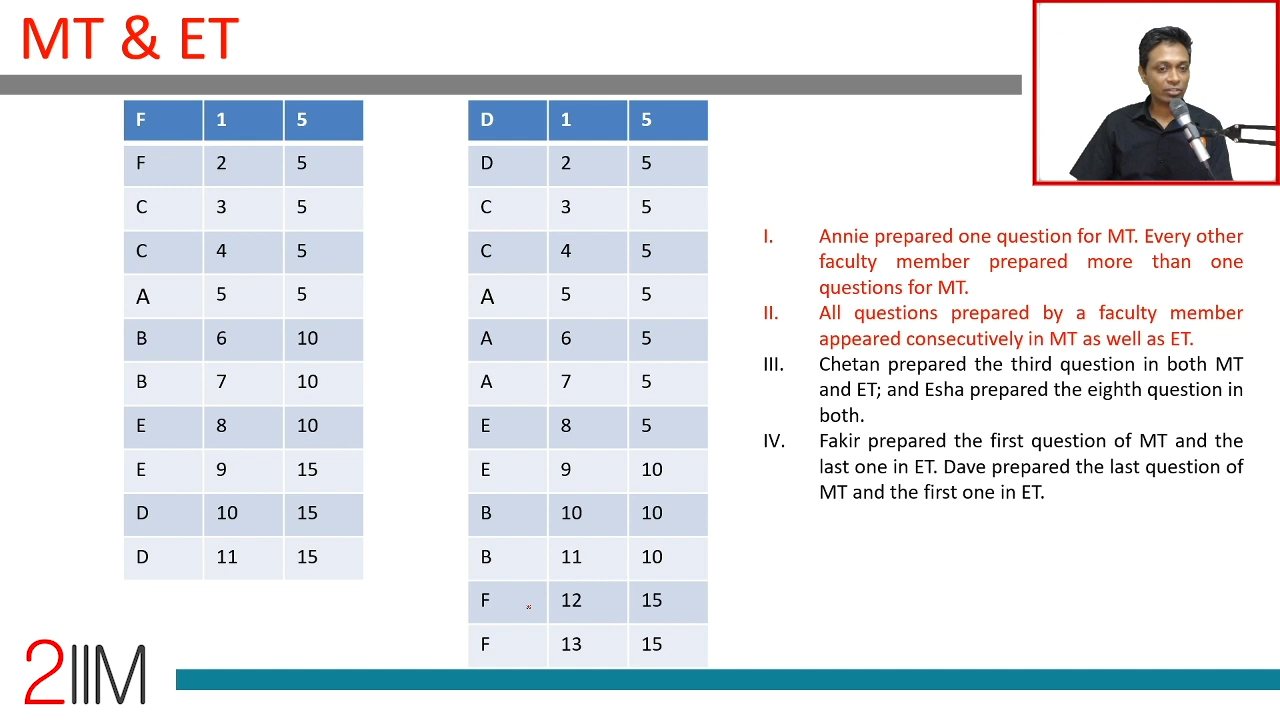 MT & ET
F 1 5
F 2 5
C 3 5
C 4 5
A 5 5
B 6 10
B 7 10
E 8 10
E 9 15
D 10 15
D 11 15
D 1 5
D 2 5
C 3 5
C 4 5
A 5 5
A 6 5
A 7 5
E 8 5
E 9 10
B 10 10
B 11 10
F 12 15
F 13 15
I. Annie prepared one question for MT. Every other
faculty member prepared more than one
questions for MT.
II. All questions prepared by a faculty member
appeared consecutively in MT as well as ET.
III. Chetan prepared the third question in both MT
and ET; and Esha prepared the eighth question in
both.
IV. Fakir prepared the first question of MT and the
last one in ET. Dave prepared the last question of
MT and the first one in ET.
2IIM